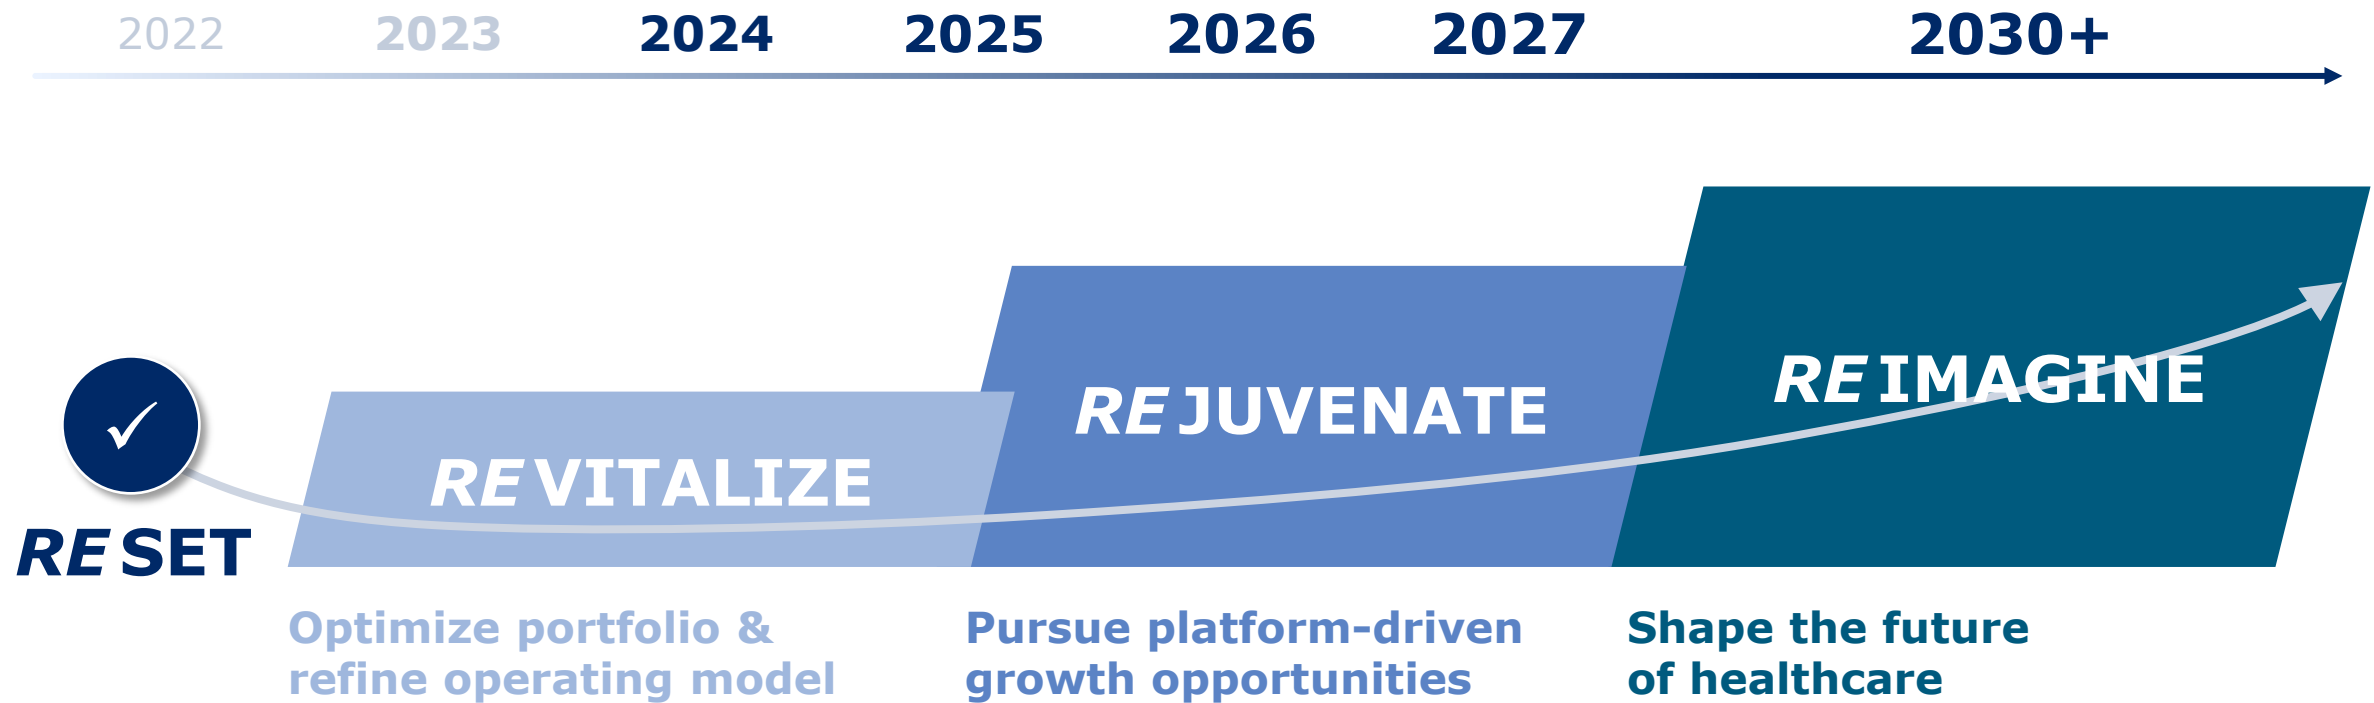 2022 2023 2024 2025 2026 2027 2030+
REVITALIZE
REJUVENATE
REIMAGINE
RESET
Optimize portfolio &
refine operating model
Pursue platform-driven
growth opportunities
Shape the future
of healthcare